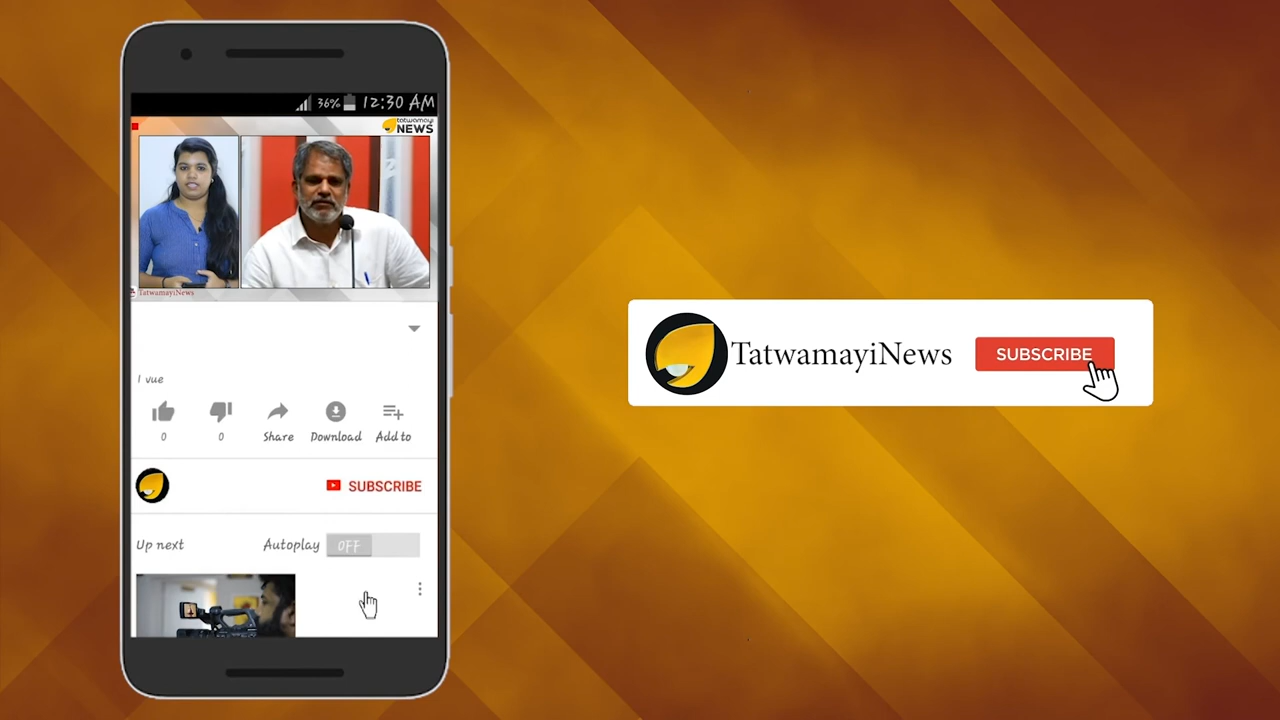 36% 12:30 AM
tatwamayi
NEWS
TatwamayiNews
1 vue
0
0
Share
Download
Add to
SUBSCRIBE
Up next
Autoplay
OFF
TatwamayiNews
SUBSCRIBE